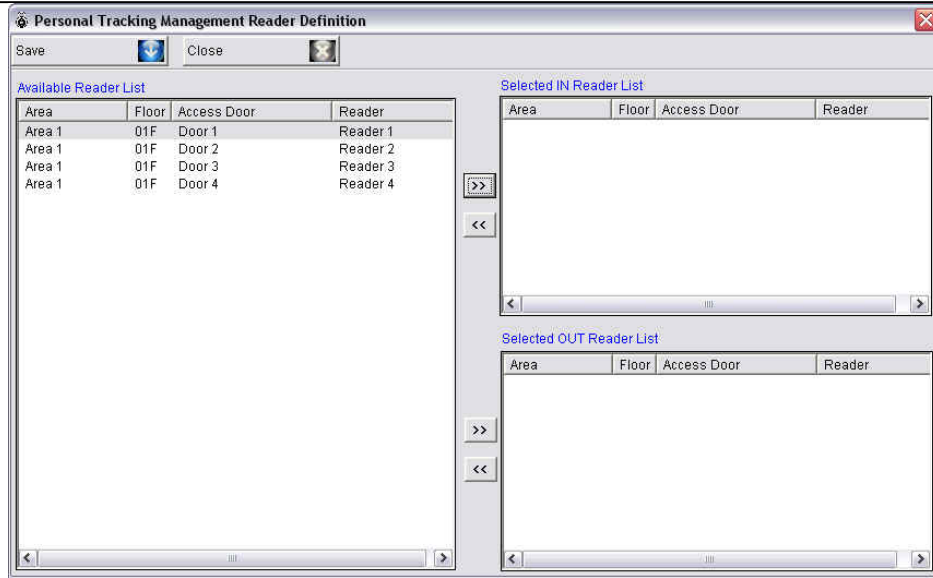 Personal Tracking Management Reader Definition
Save Close
Available Reader List
Area Floor Access Door Reader
Area 1 01F Door 1 Reader 1
Area 1 01F Door 2 Reader 2
Area 1 01F Door 3 Reader 3
Area 1 01F Door 4 Reader 4
>>
<<
Selected IN Reader List
Area Floor Access Door Reader
Selected OUT Reader List
Area Floor Access Door Reader
>>
<<